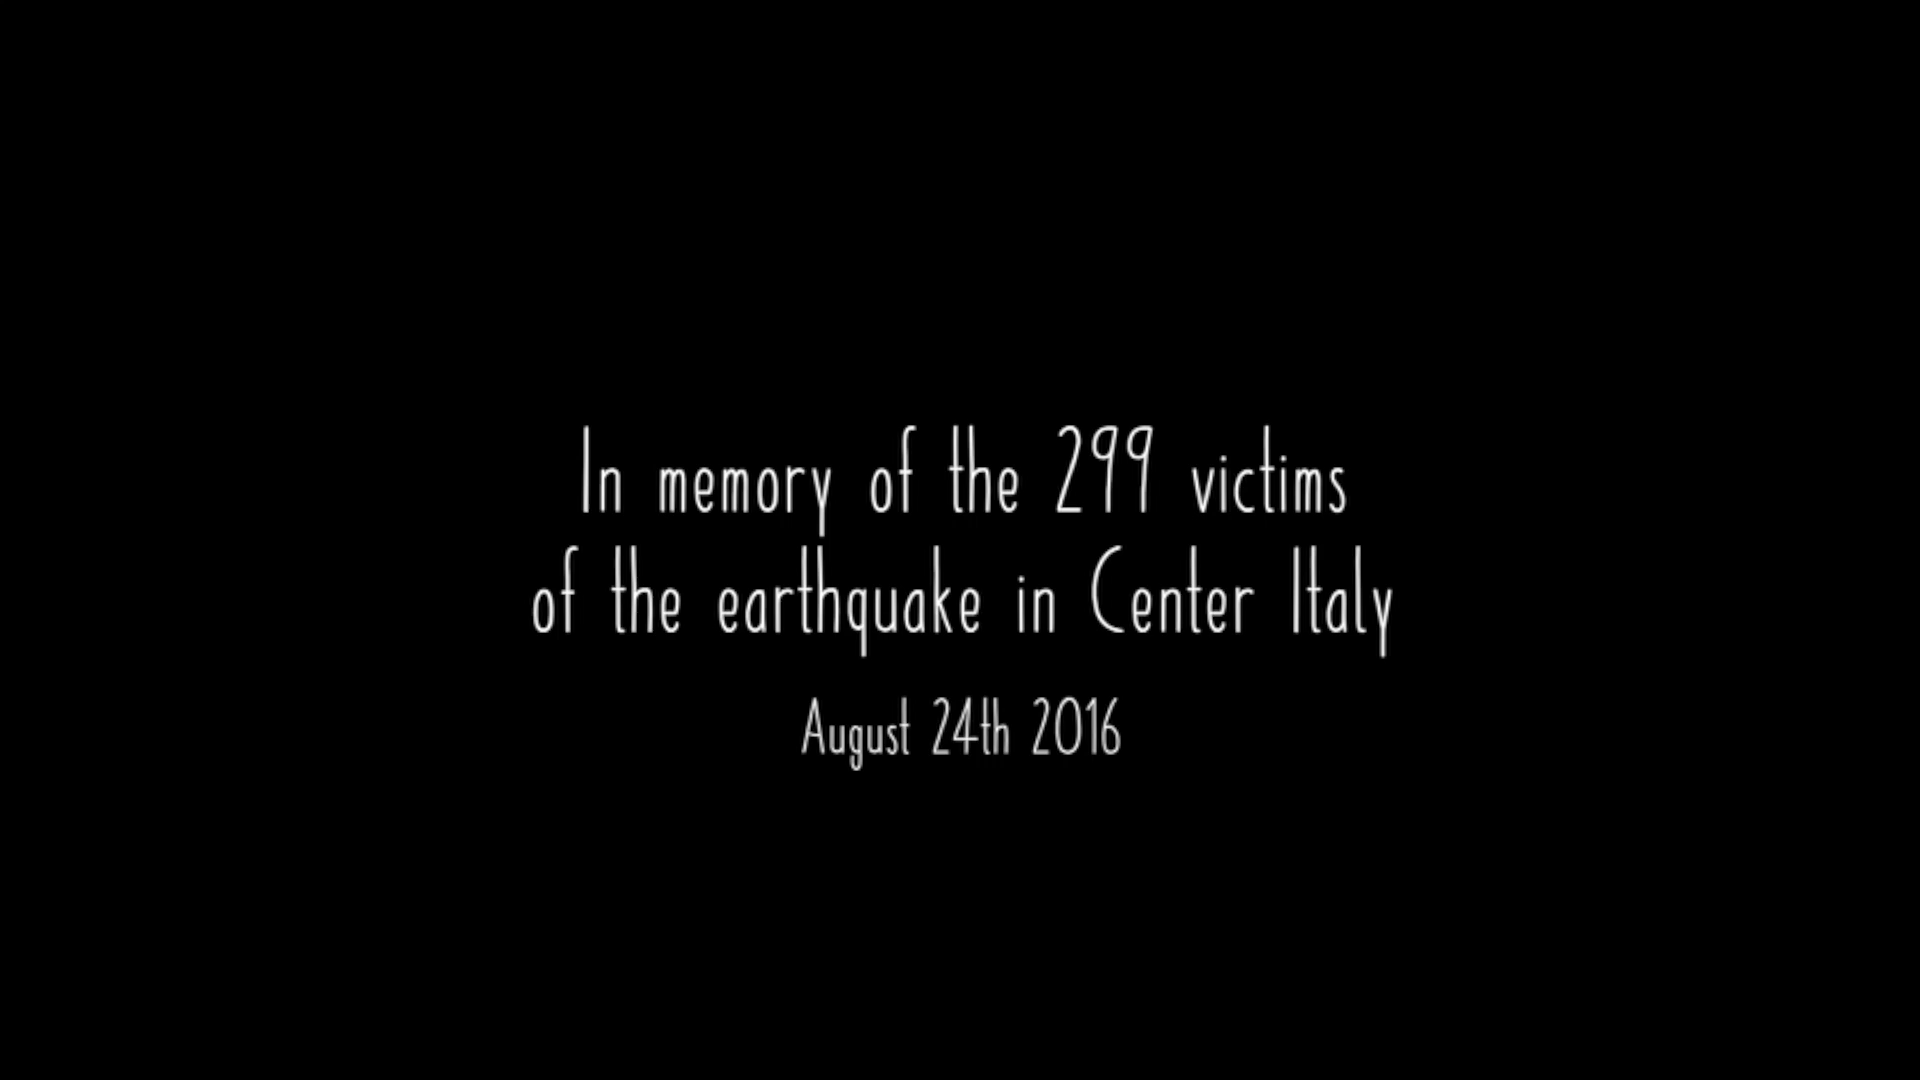 In memory of the 299 victims
of the earthquake in Center Italy
August 24th 2016